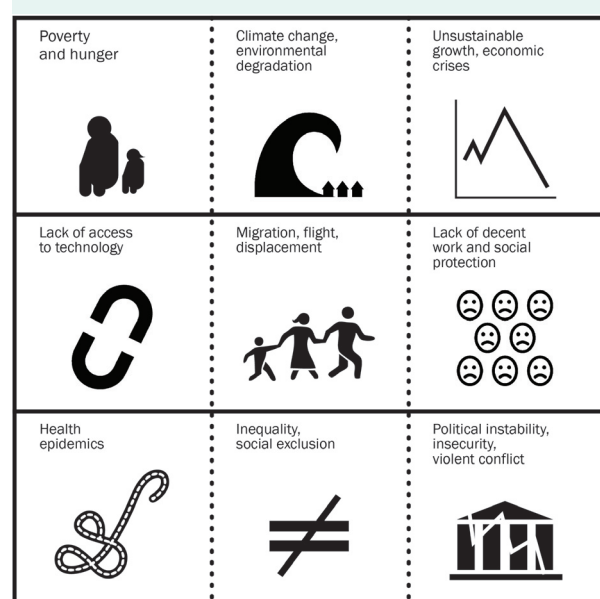 Poverty
and hunger
Climate change,
environmental
degradation
Unsustainable
growth, economic
crises
Lack of access
to technology
Migration, flight,
displacement
Lack of decent
work and social
protection
Health
epidemics
Inequality,
social exclusion
Political instability,
insecurity,
violent conflict